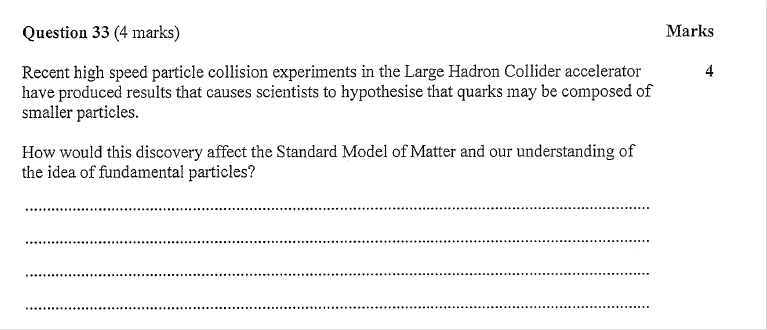 Question 33 (4 marks) Marks
Recent high speed particle collision experiments in the Large Hadron Collider accelerator 4
have produced results that causes scientists to hypothesise that quarks may be composed of
smaller particles.
How would this discovery affect the Standard Model of Matter and our understanding of
the idea of fundamental particles?